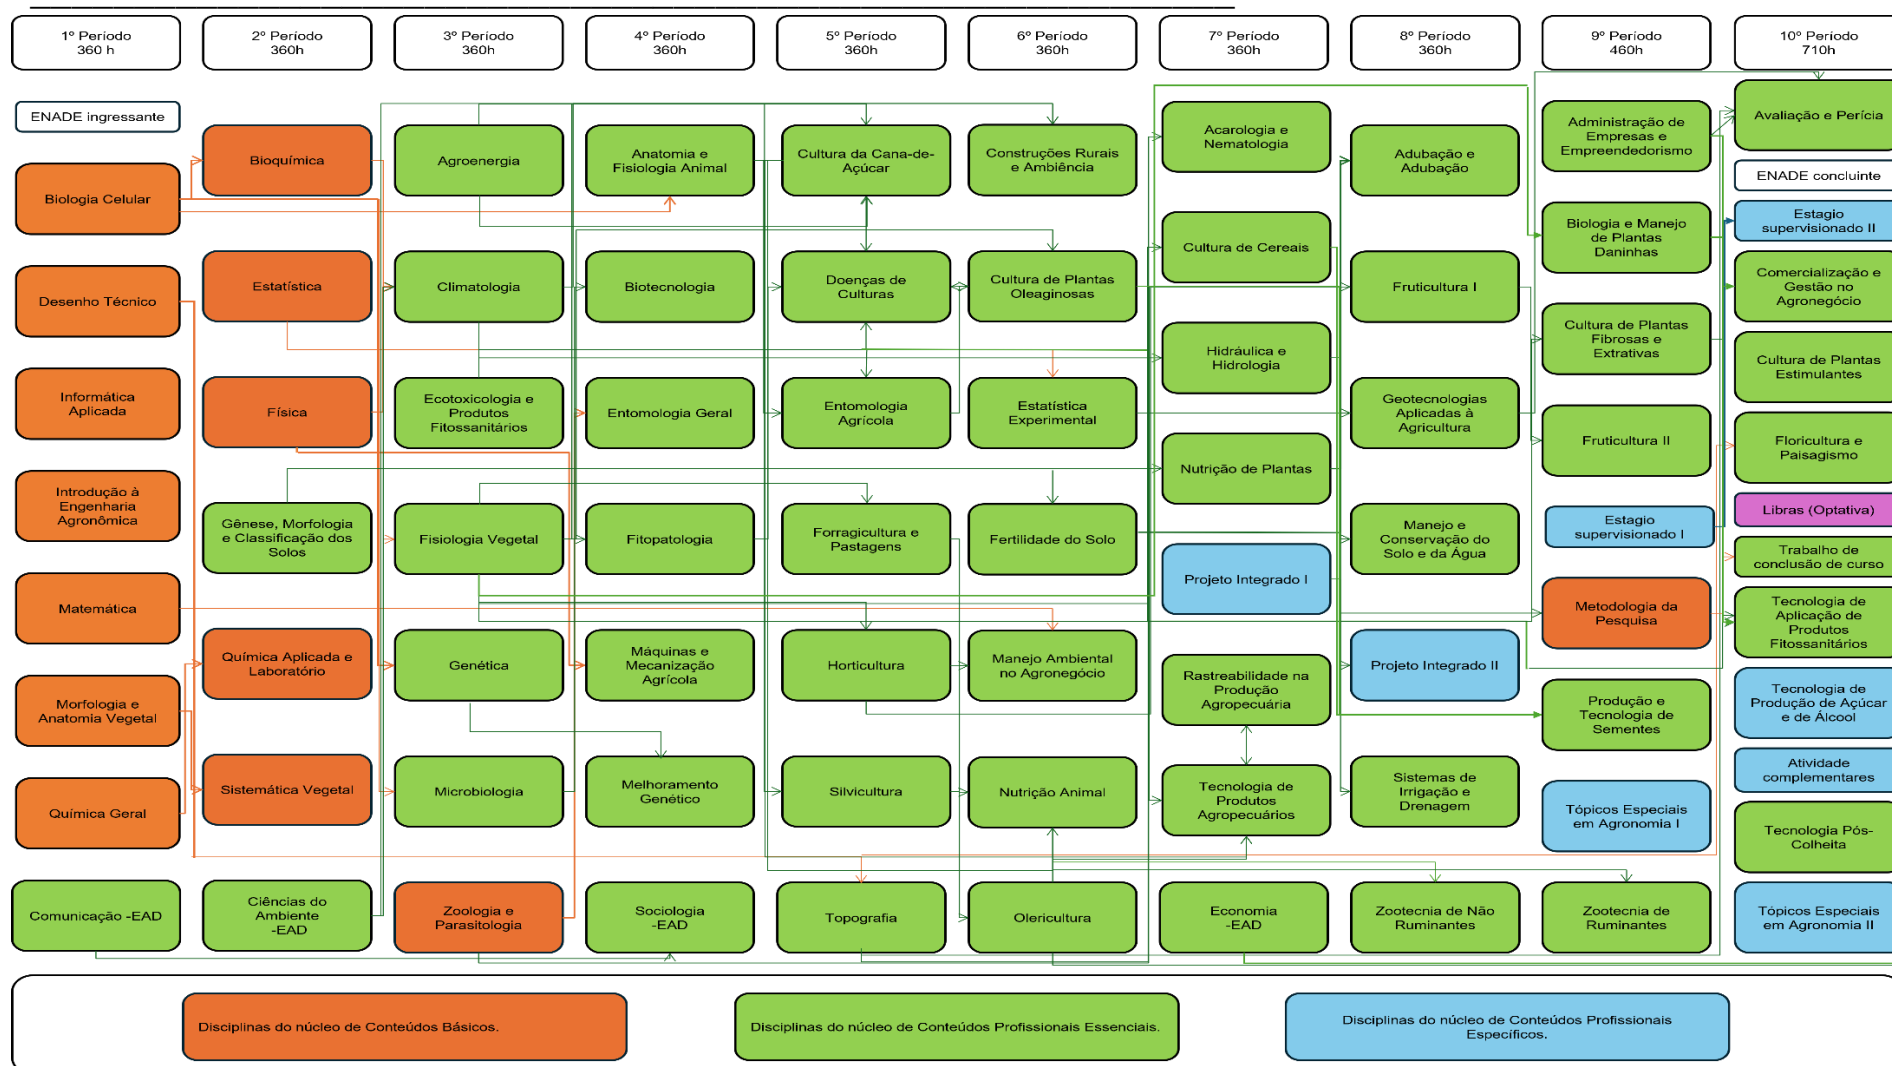 1º Período
360 h
2º Período
360h
3º Período
360h
4º Período
360h
5º Período
360h
6º Período
360h
7º Período
360h
8º Período
360h
9º Período
460h
10º Período
710h
ENADE ingressante
Biologia Celular
Desenho Técnico
Informática
Aplicada
Introdução à
Engenharia
Agronômica
Matemática
Morfologia e
Anatomia Vegetal
Química Geral
Comunicação -EAD
Bioquímica
Estatística
Física
Gênese, Morfologia
e Classificação dos
Solos
Química Aplicada e
Laboratório
Sistemática Vegetal
Ciências do
Ambiente
-EAD
Agroenergia
Climatologia
Ecotoxicologia e
Produtos
Fitossanitários
Fisiologia Vegetal
Genética
Microbiologia
Zoologia e
Parasitologia
Anatomia e
Fisiologia Animal
Biotecnologia
Entomologia Geral
Fitopatologia
Máquinas e
Mecanização
Agrícola
Melhoramento
Genético
Sociologia
-EAD
Cultura da Cana-de-
Açúcar
Doenças de
Culturas
Entomologia
Agrícola
Forragicultura e
Pastagens
Horticultura
Silvicultura
Topografia
Construções Rurais
e Ambiência
Cultura de Plantas
Oleaginosas
Estatística
Experimental
Fertilidade do Solo
Manejo Ambiental
no Agronegócio
Nutrição Animal
Olericultura
Acarologia e
Nematologia
Cultura de Cereais
Hidráulica e
Hidrologia
Nutrição de Plantas
Projeto Integrado I
Rastreabilidade na
Produção
Agropecuária
Tecnologia de
Produtos
Agropecuários
Economia
-EAD
Adubação e
Adubação
Fruticultura I
Geotecnologias
Aplicadas à
Agricultura
Manejo e
Conservação do
Solo e da Água
Projeto Integrado II
Sistemas de
Irrigação e
Drenagem
Zootecnia de Não
Ruminantes
Administração de
Empresas e
Empreendedorismo
Biologia e Manejo
de Plantas
Daninhas
Cultura de Plantas
Fibrosas e
Extrativas
Fruticultura II
Estagio
supervisionado I
Metodologia da
Pesquisa
Produção e
Tecnologia de
Sementes
Tópicos Especiais
em Agronomia I
Zootecnia de
Ruminantes
Avaliação e Perícia
ENADE concluinte
Estagio
supervisionado II
Comercialização e
Gestão no
Agronegócio
Cultura de Plantas
Estimulantes
Floricultura e
Paisagismo
Libras (Optativa)
Trabalho de
conclusão de curso
Tecnologia de
Aplicação de
Produtos
Fitossanitários
Tecnologia de
Produção de Açúcar
e de Álcool
Atividade
complementares
Tecnologia Pós-
Colheita
Tópicos Especiais
em Agronomia II
Disciplinas do núcleo de Conteúdos Básicos.
Disciplinas do núcleo de Conteúdos Profissionais Essenciais.
Disciplinas do núcleo de Conteúdos Profissionais
Específicos.